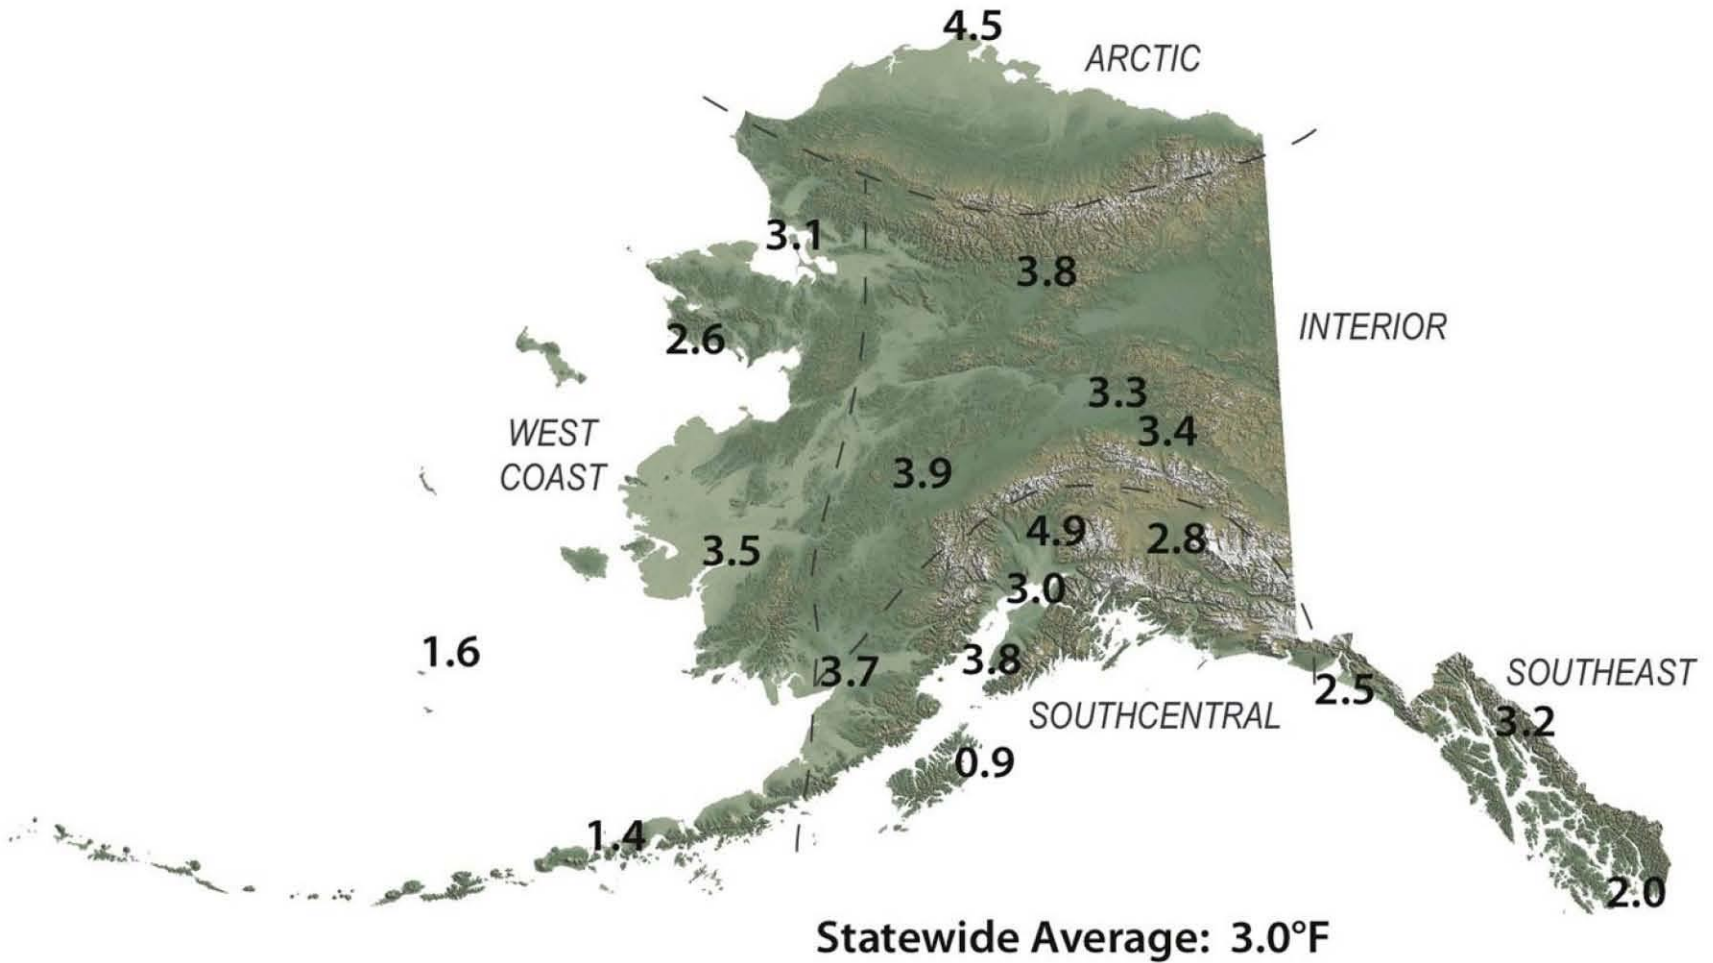 4.5
ARCTIC
3.1
3.8
2.6
INTERIOR
3.3
3.4
WEST
COAST
3.9
4.9
2.8
3.5
3.0
1.6
3.7
3.8
SOUTHEAST
2.5
SOUTHCENTRAL
3.2
0.9
1.4
2.0
Statewide Average: 3.0°F